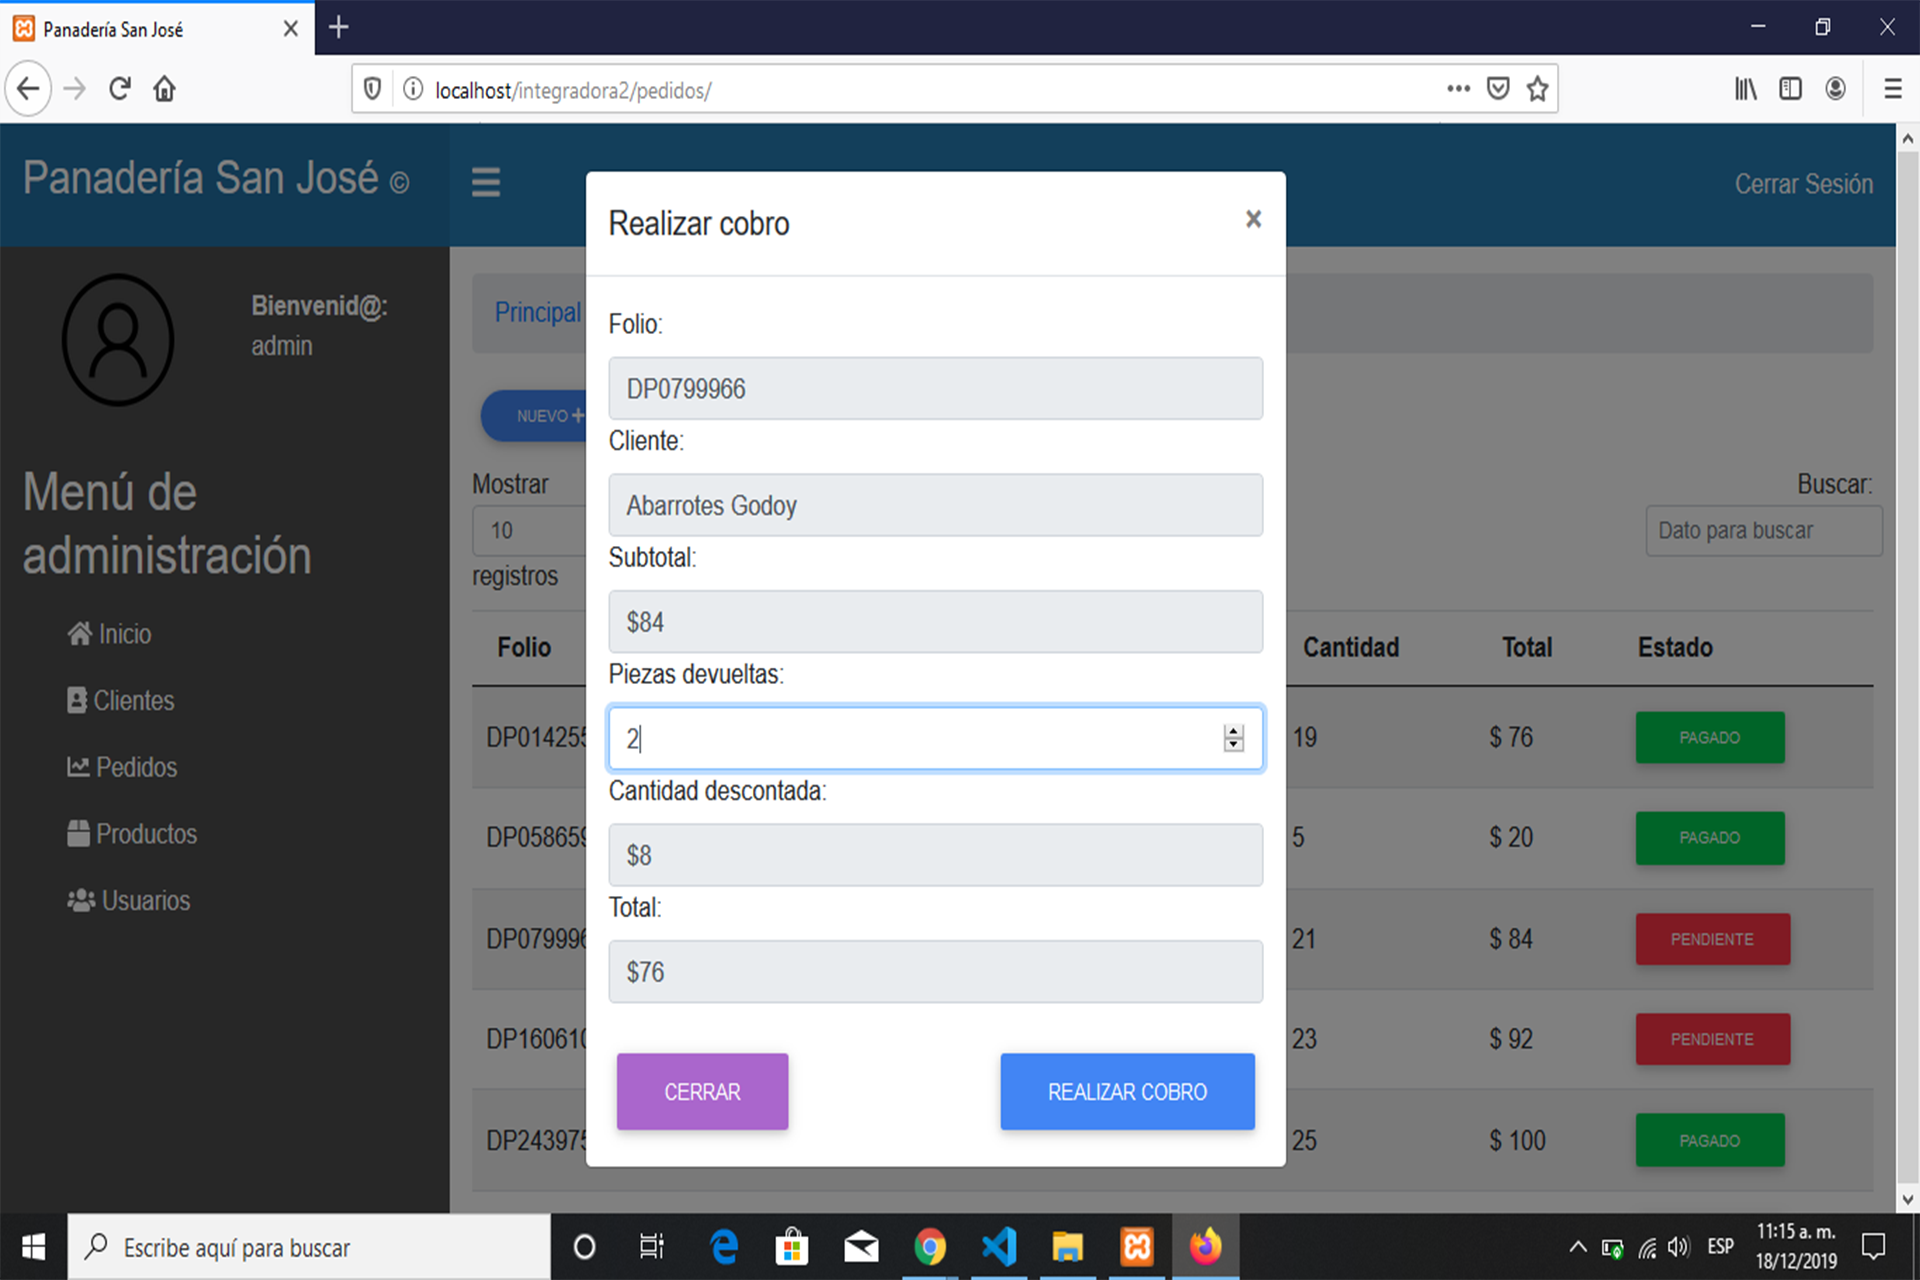 Panadería San José
localhost/integradora2/pedidos/
Panadería San José ©
Cerrar Sesión
Bienvenid@:
admin
Menú de
administración
Inicio
Clientes
Pedidos
Productos
Usuarios
Principal
NUEVO
Mostrar
10
registros
Buscar:
Dato para buscar
Folio Cantidad Total Estado
DP014255 19 $ 76 PAGADO
DP058659 5 $ 20 PAGADO
DP079996 21 $ 84 PENDIENTE
DP160610 23 $ 92 PENDIENTE
DP243975 25 $ 100 PAGADO
Realizar cobro
×
Folio:
DP0799966
Cliente:
Abarrotes Godoy
Subtotal:
$84
Piezas devueltas:
2
Cantidad descontada:
$8
Total:
$76
CERRAR
REALIZAR COBRO
Escribe aquí para buscar
ESP
11:15 a. m.
18/12/2019